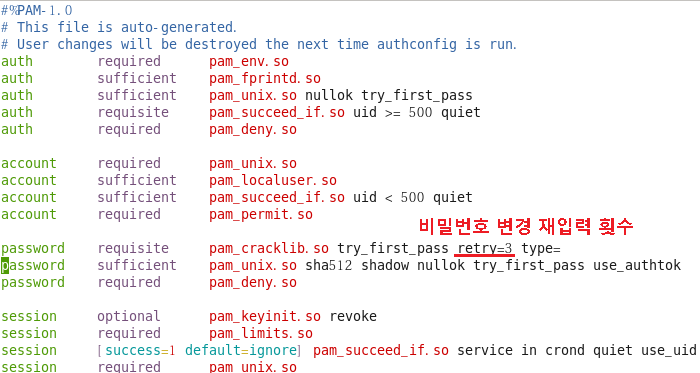 #%PAM-1.0
# This file is auto-generated.
# User changes will be destroyed the next time authconfig is run.
auth        required      pam_env.so
auth        sufficient    pam_fprintd.so
auth        sufficient    pam_unix.so nullok try_first_pass
auth        requisite     pam_succeed_if.so uid >= 500 quiet
auth        required      pam_deny.so

account     required      pam_unix.so
account     sufficient    pam_localuser.so
account     sufficient    pam_succeed_if.so uid < 500 quiet
account     required      pam_permit.so
비밀번호 변경 재입력 횟수
password    requisite     pam_cracklib.so try_first_pass retry=3 type=
password    sufficient    pam_unix.so sha512 shadow nullok try_first_pass use_authtok
password    required      pam_deny.so

session     optional      pam_keyinit.so revoke
session     required      pam_limits.so
session     [success=1 default=ignore] pam_succeed_if.so service in crond quiet use_uid
session     required      pam_unix.so